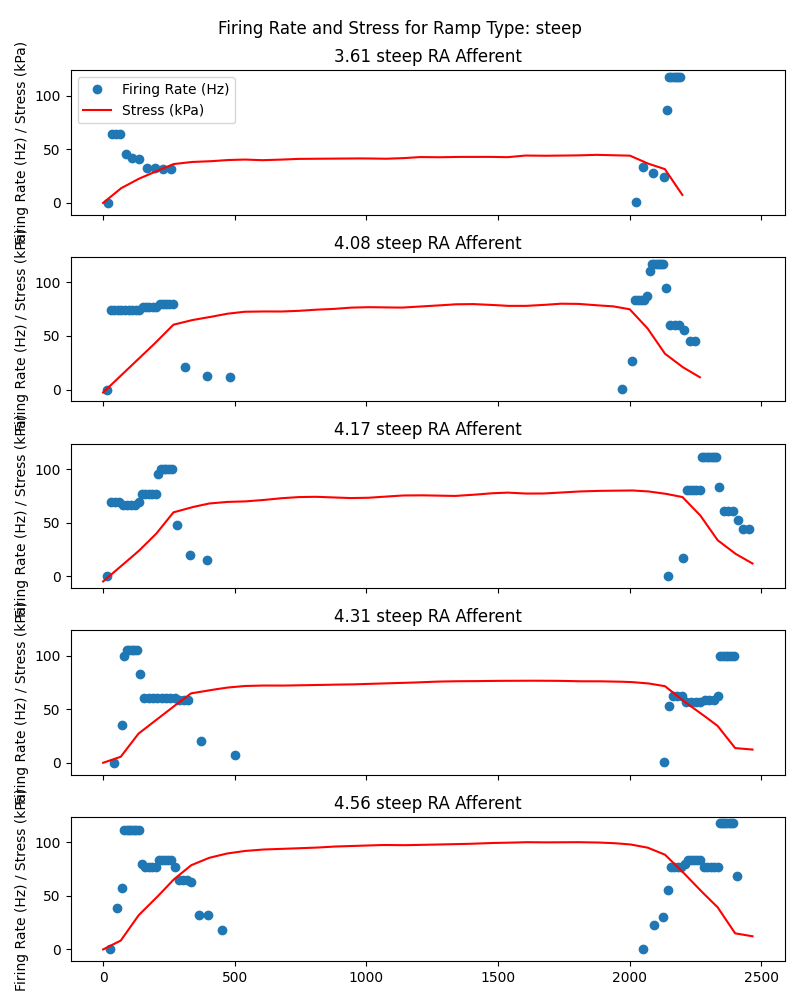 Firing Rate and Stress for Ramp Type: steep
3.61 steep RA Afferent
Firing Rate (Hz) / Stress (kPa)
100
50
0
Firing Rate (Hz)
Stress (kPa)
4.08 steep RA Afferent
Firing Rate (Hz) / Stress (kPa)
100
50
0
4.17 steep RA Afferent
Firing Rate (Hz) / Stress (kPa)
100
50
0
4.31 steep RA Afferent
Firing Rate (Hz) / Stress (kPa)
100
50
0
4.56 steep RA Afferent
Firing Rate (Hz) / Stress (kPa)
100
50
0
0 500 1000 1500 2000 2500